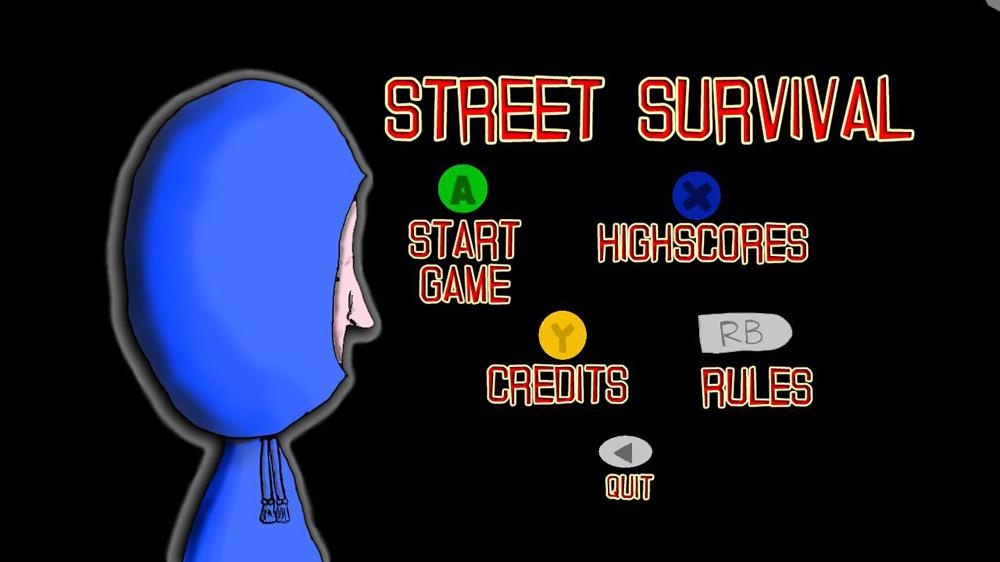 STREET SURVIVAL
A
X
START
GAME
HIGHSCORES
Y
RB
CREDITS
RULES
QUIT